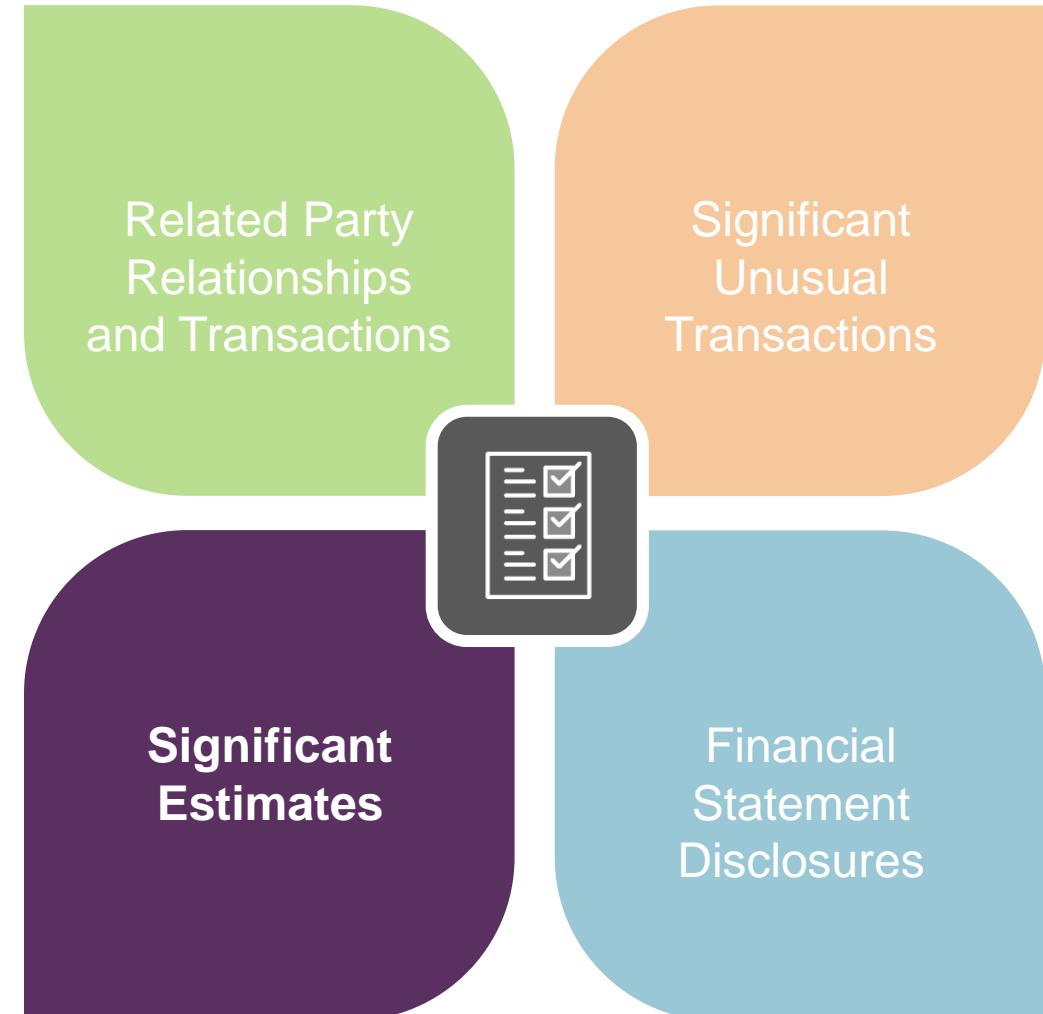 Related Party
Relationships
and Transactions
Significant
Unusual
Transactions
Significant
Estimates
Financial
Statement
Disclosures